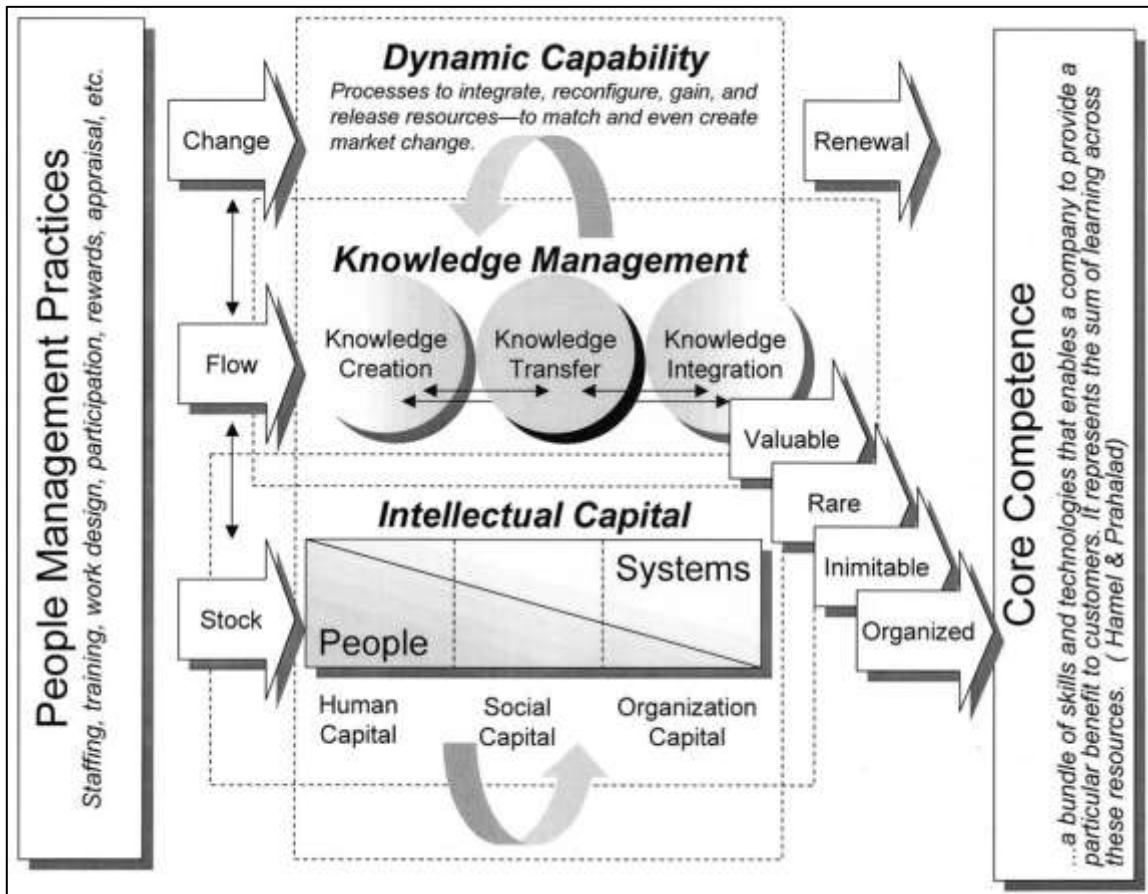 People Management Practices
Staffing, training, work design, participation, rewards, appraisal, etc.
Change
Flow
Stock
Dynamic Capability
Processes to integrate, reconfigure, gain, and
release resources—to match and even create
market change.
Renewal
Knowledge Management
Knowledge
Creation
Knowledge
Transfer
Knowledge
Integration
Valuable
Rare
Inimitable
Organized
Intellectual Capital
Systems
People
Human
Capital
Social
Capital
Organization
Capital
Core Competence
...a bundle of skills and technologies that enables a company to provide a
particular benefit to customers. It represents the sum of learning across
these resources. ( Hamel & Prahalad)